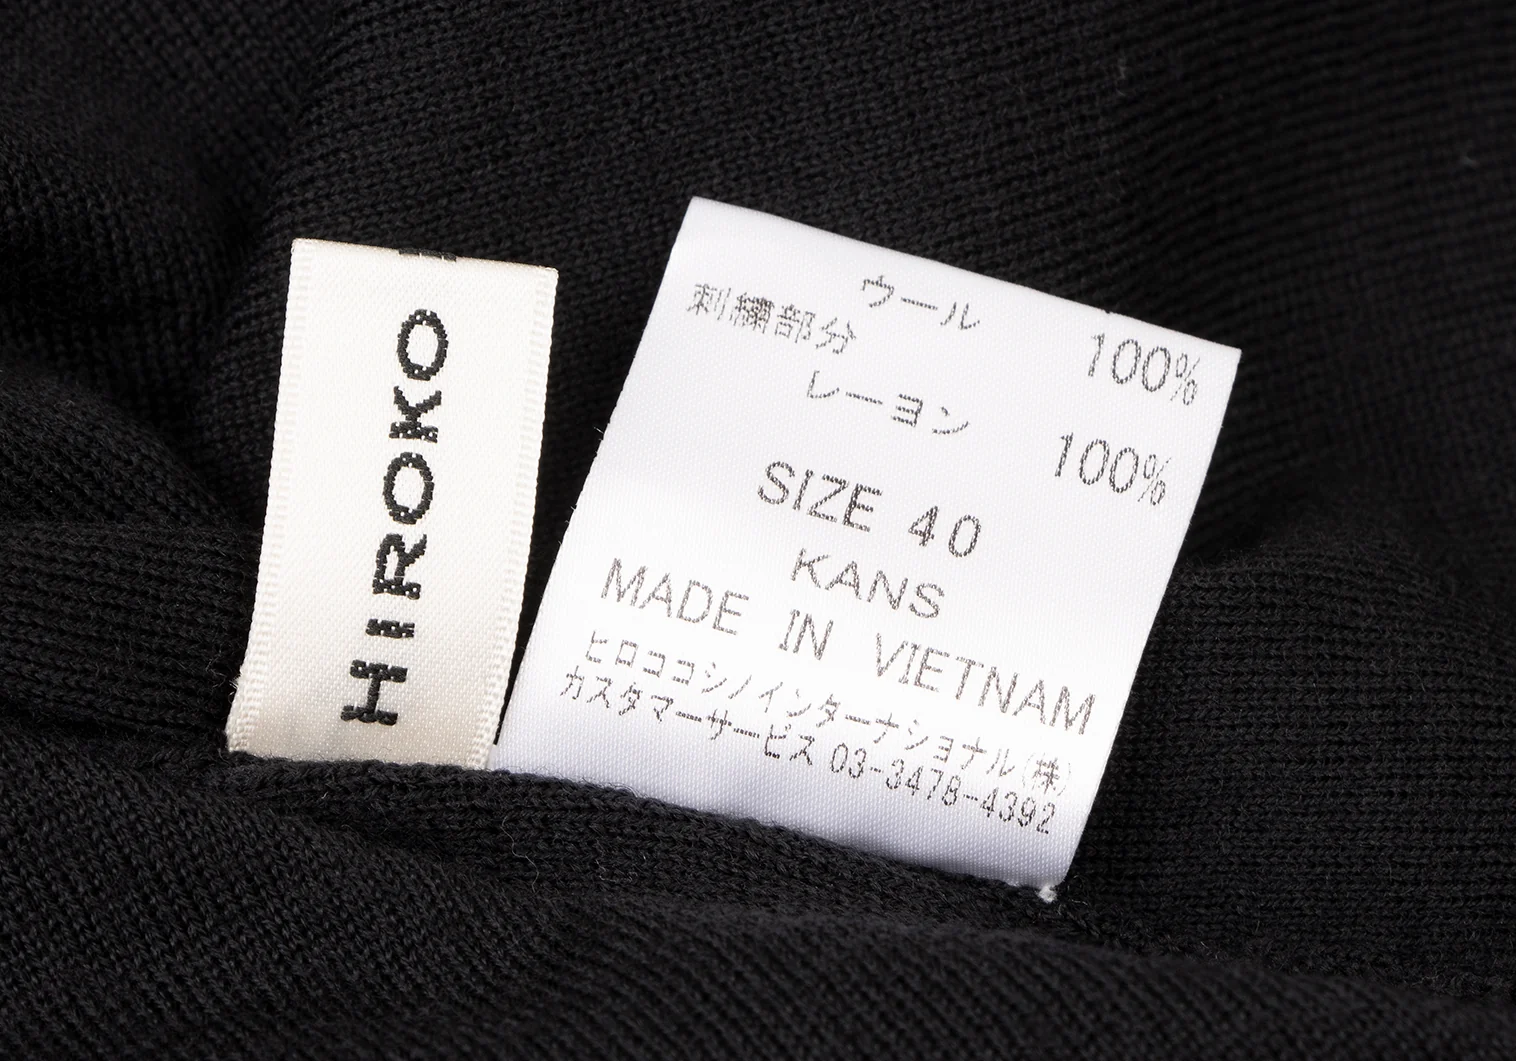 HIROKO
ウール 100%
刺繍部分
レーヨン 100%
SIZE 40
KANS
MADE IN VIETNAM
ヒロココシノインターナショナル(株)
カスタマーサービス 03-3478-4392